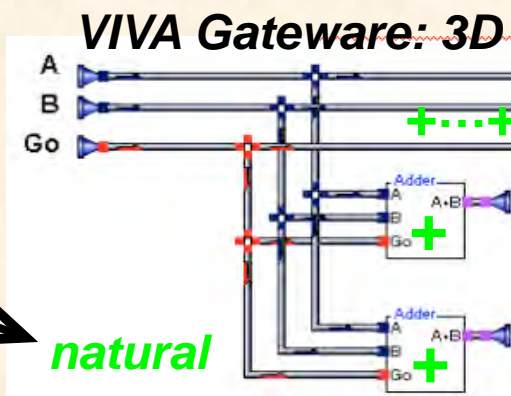 VIVA Gateware: 3D
A
B
+····+
Go
Adder
A A+B
B
+
Go
natural
Adder
A A+B
B
+
Go